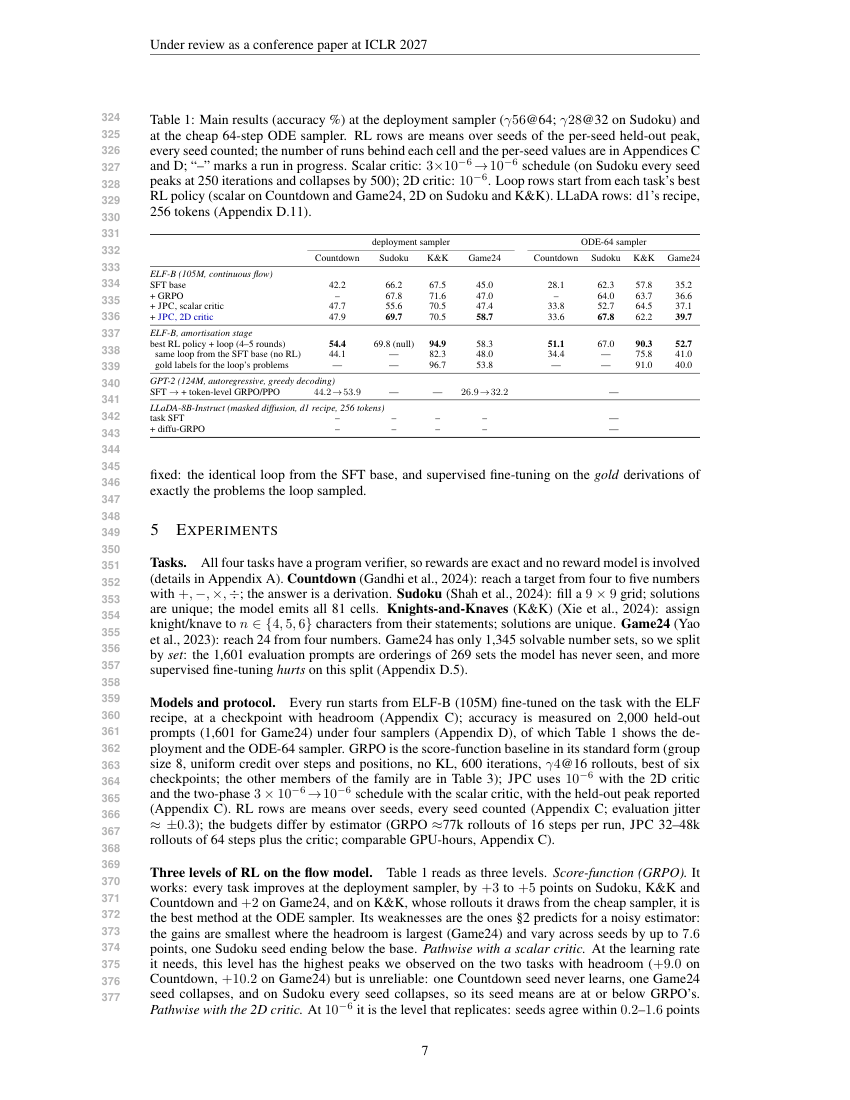 Under review as a conference paper at ICLR 2027
324 Table 1: Main results (accuracy %) at the deployment sampler (γ56@64; γ28@32 on Sudoku) and
325 at the cheap 64-step ODE sampler. RL rows are means over seeds of the per-seed held-out peak,
326 every seed counted; the number of runs behind each cell and the per-seed values are in Appendices C
327 and D; “–” marks a run in progress. Scalar critic: 3×10⁻⁶→10⁻⁶ schedule (on Sudoku every seed
328 peaks at 250 iterations and collapses by 500); 2D critic: 10⁻⁶. Loop rows start from each task's best
329 RL policy (scalar on Countdown and Game24, 2D on Sudoku and K&K). LLaDA rows: d1's recipe,
330 256 tokens (Appendix D.11).
331
332 deployment sampler ODE-64 sampler
333 Countdown Sudoku K&K Game24 Countdown Sudoku K&K Game24
ELF-B (105M, continuous flow)
334 SFT base 42.2 66.2 67.5 45.0 28.1 62.3 57.8 35.2
335 + GRPO – 67.8 71.6 47.0 – 64.0 63.7 36.6
+ JPC, scalar critic 47.7 55.6 70.5 47.4 33.8 52.7 64.5 37.1
336 + JPC, 2D critic 47.9 69.7 70.5 58.7 33.6 67.8 62.2 39.7
337 ELF-B, amortisation stage
338 best RL policy + loop (4–5 rounds) 54.4 69.8 (null) 94.9 58.3 51.1 67.0 90.3 52.7
same loop from the SFT base (no RL) 44.1 — 82.3 48.0 34.4 — 75.8 41.0
339 gold labels for the loop's problems — — 96.7 53.8 — — 91.0 40.0
340 GPT-2 (124M, autoregressive, greedy decoding)
341 SFT → + token-level GRPO/PPO 44.2→53.9 — — 26.9→32.2 —
LLaDA-8B-Instruct (masked diffusion, d1 recipe, 256 tokens)
342 task SFT – – – – —
343 + diffu-GRPO – – – – —
344
345 fixed: the identical loop from the SFT base, and supervised fine-tuning on the gold derivations of
346 exactly the problems the loop sampled.
347
348
349 5 EXPERIMENTS
350
351 Tasks. All four tasks have a program verifier, so rewards are exact and no reward model is involved
352 (details in Appendix A). Countdown (Gandhi et al., 2024): reach a target from four to five numbers
353 with +, −, ×, ÷; the answer is a derivation. Sudoku (Shah et al., 2024): fill a 9 × 9 grid; solutions
354 are unique; the model emits all 81 cells. Knights-and-Knaves (K&K) (Xie et al., 2024): assign
355 knight/knave to n ∈ {4, 5, 6} characters from their statements; solutions are unique. Game24 (Yao
356 et al., 2023): reach 24 from four numbers. Game24 has only 1,345 solvable number sets, so we split
357 by set: the 1,601 evaluation prompts are orderings of 269 sets the model has never seen, and more
358 supervised fine-tuning hurts on this split (Appendix D.5).
359 Models and protocol. Every run starts from ELF-B (105M) fine-tuned on the task with the ELF
360 recipe, at a checkpoint with headroom (Appendix C); accuracy is measured on 2,000 held-out
361 prompts (1,601 for Game24) under four samplers (Appendix D), of which Table 1 shows the de-
362 ployment and the ODE-64 sampler. GRPO is the score-function baseline in its standard form (group
363 size 8, uniform credit over steps and positions, no KL, 600 iterations, γ4@16 rollouts, best of six
364 checkpoints; the other members of the family are in Table 3); JPC uses 10⁻⁶ with the 2D critic
365 and the two-phase 3 × 10⁻⁶→10⁻⁶ schedule with the scalar critic, with the held-out peak reported
366 (Appendix C). RL rows are means over seeds, every seed counted (Appendix C; evaluation jitter
367 ≈ ±0.3); the budgets differ by estimator (GRPO ≈77k rollouts of 16 steps per run, JPC 32–48k
368 rollouts of 64 steps plus the critic; comparable GPU-hours, Appendix C).
369 Three levels of RL on the flow model. Table 1 reads as three levels. Score-function (GRPO). It
370 works: every task improves at the deployment sampler, by +3 to +5 points on Sudoku, K&K and
371 Countdown and +2 on Game24, and on K&K, whose rollouts it draws from the cheap sampler, it is
372 the best method at the ODE sampler. Its weaknesses are the ones §2 predicts for a noisy estimator:
373 the gains are smallest where the headroom is largest (Game24) and vary across seeds by up to 7.6
374 points, one Sudoku seed ending below the base. Pathwise with a scalar critic. At the learning rate
375 it needs, this level has the highest peaks we observed on the two tasks with headroom (+9.0 on
376 Countdown, +10.2 on Game24) but is unreliable: one Countdown seed never learns, one Game24
377 seed collapses, and on Sudoku every seed collapses, so its seed means are at or below GRPO's.
Pathwise with the 2D critic. At 10⁻⁶ it is the level that replicates: seeds agree within 0.2–1.6 points
7